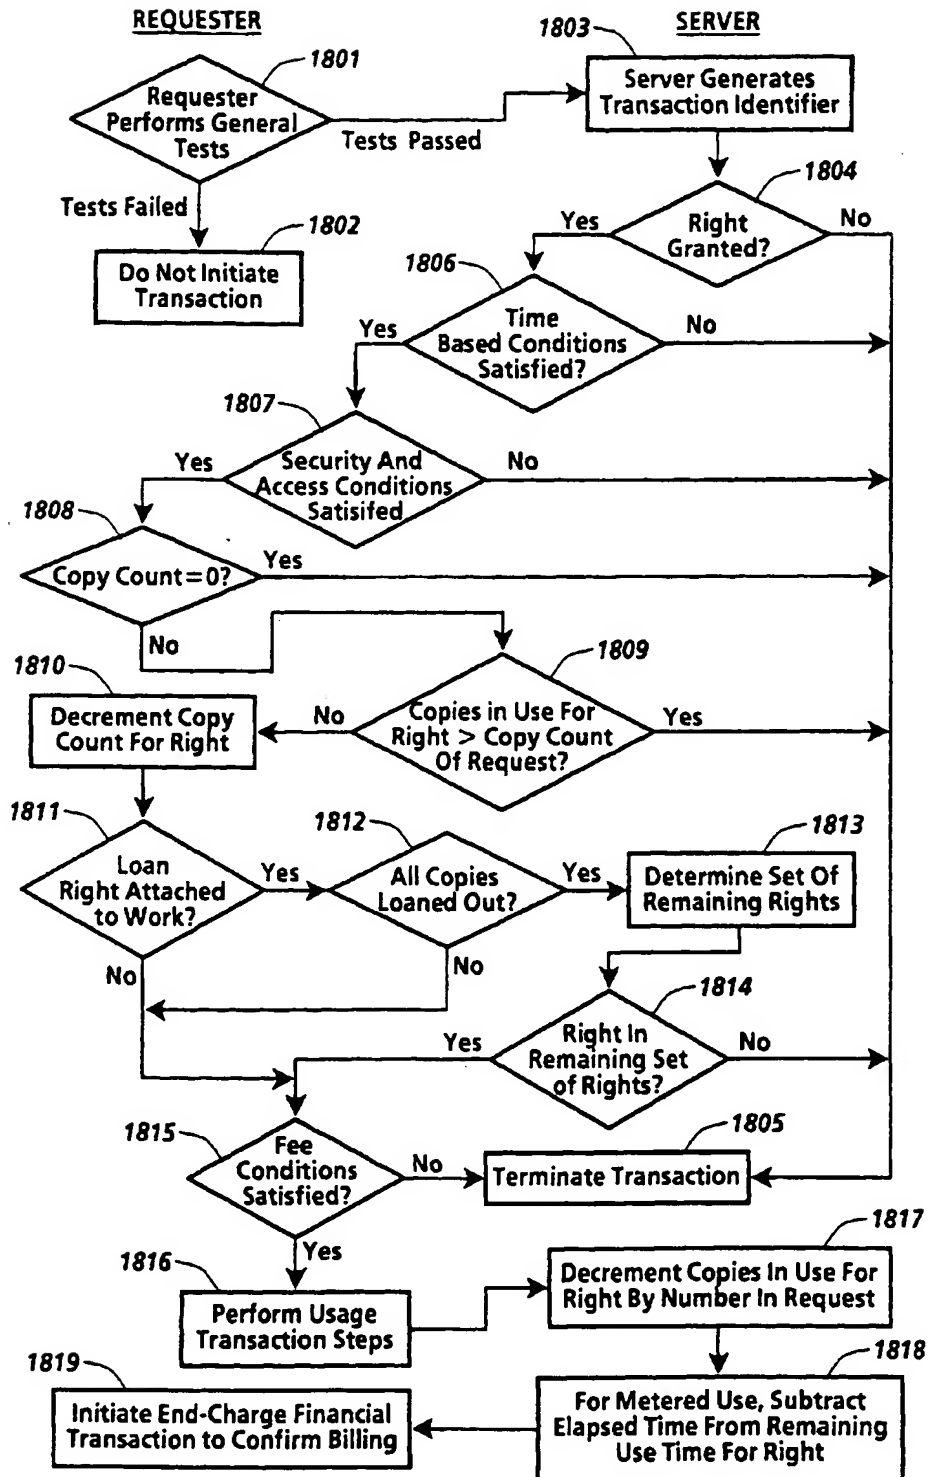 REQUESTER
SERVER
1801
1803
Requester
Performs General
Tests
Tests Passed
Server Generates
Transaction Identifier
Tests Failed
1802
Do Not Initiate
Transaction
1804
Right
Granted?
Yes
No
1806
Time
Based Conditions
Satisfied?
Yes
No
1807
Security And
Access Conditions
Satisifed
Yes
No
1808
Copy Count=0?
Yes
No
1809
Copies in Use For
Right > Copy Count
Of Request?
No
Yes
1810
Decrement Copy
Count For Right
1811
Loan
Right Attached
to Work?
Yes
No
1812
All Copies
Loaned Out?
Yes
No
1813
Determine Set Of
Remaining Rights
1814
Right In
Remaining Set
of Rights?
Yes
No
1815
Fee
Conditions
Satisfied?
No
Yes
1805
Terminate Transaction
1816
Perform Usage
Transaction Steps
1817
Decrement Copies In Use For
Right By Number In Request
1818
For Metered Use, Subtract
Elapsed Time From Remaining
Use Time For Right
1819
Initiate End-Charge Financial
Transaction to Confirm Billing